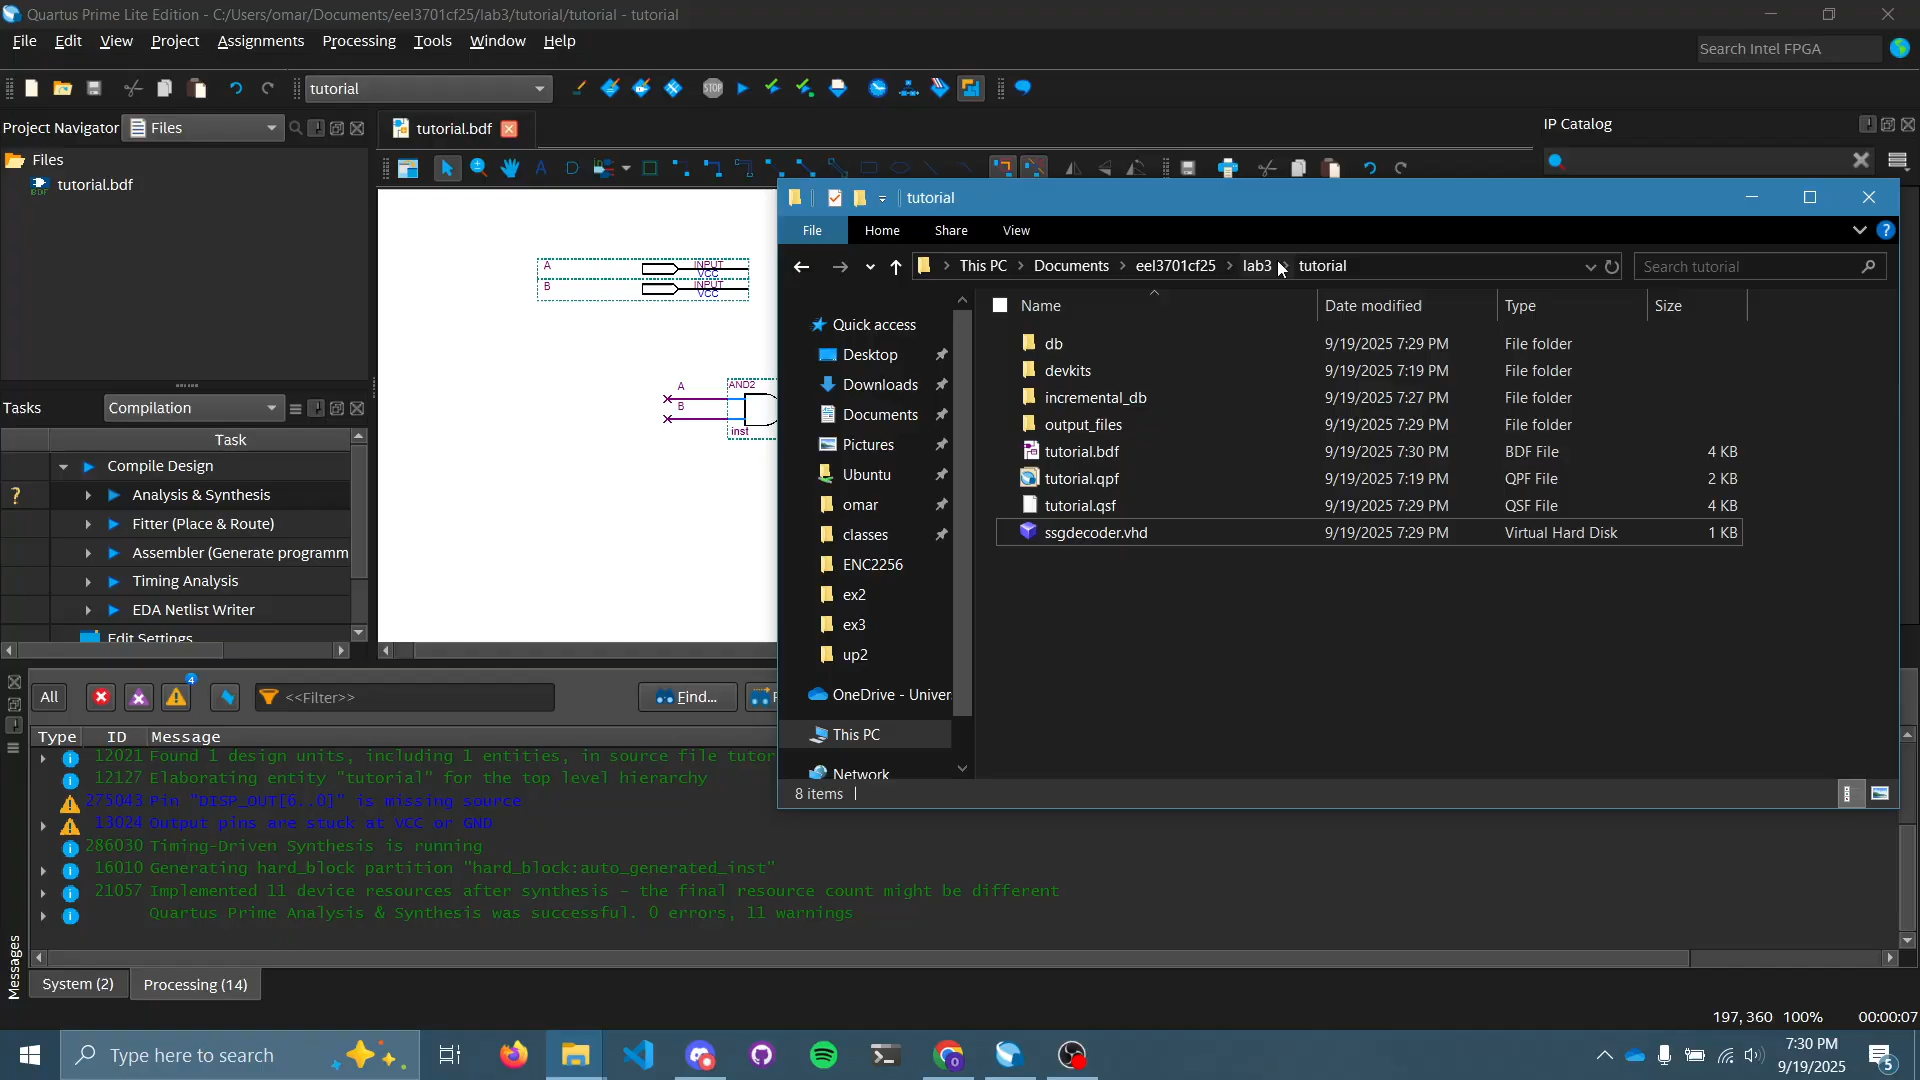 Quartus Prime Lite Edition - C:/Users/omar/Documents/eel3701cf25/lab3/tutorial/tutorial - tutorial
File Edit View Project Assignments Processing Tools Window Help
Search Intel FPGA
tutorial
STOP
Project Navigator
Files
tutorial.bdf
IP Catalog
Files
tutorial.bdf
A INPUT
VCC
B INPUT
VCC
A
B
AND2
inst
Tasks
Compilation
Task
Compile Design
Analysis & Synthesis
Fitter (Place & Route)
Assembler (Generate programm
Timing Analysis
EDA Netlist Writer
Edit Settings
tutorial
File Home Share View
This PC
Documents
eel3701cf25
lab3
tutorial
Search tutorial
Name Date modified Type Size
Quick access
Desktop
Downloads
Documents
Pictures
Ubuntu
omar
classes
ENC2256
ex2
ex3
up2
OneDrive - Univer
This PC
Network
db 9/19/2025 7:29 PM File folder
devkits 9/19/2025 7:19 PM File folder
incremental_db 9/19/2025 7:27 PM File folder
output_files 9/19/2025 7:29 PM File folder
tutorial.bdf 9/19/2025 7:30 PM BDF File 4 KB
tutorial.qpf 9/19/2025 7:19 PM QPF File 2 KB
tutorial.qsf 9/19/2025 7:29 PM QSF File 4 KB
ssgdecoder.vhd 9/19/2025 7:29 PM Virtual Hard Disk 1 KB
8 items
All
4
<<Filter>>
Find...
Type ID Message
12021 Found 1 design units, including 1 entities, in source file tutor
12127 Elaborating entity "tutorial" for the top level hierarchy
275043 Pin "DISP_OUT[6..0]" is missing source
13024 Output pins are stuck at VCC or GND
286030 Timing-Driven Synthesis is running
16010 Generating hard_block partition "hard_block:auto_generated_inst"
21057 Implemented 11 device resources after synthesis - the final resource count might be different
Quartus Prime Analysis & Synthesis was successful. 0 errors, 11 warnings
Messages
System (2)
Processing (14)
197, 360 100% 00:00:07
Type here to search
7:30 PM
9/19/2025
5